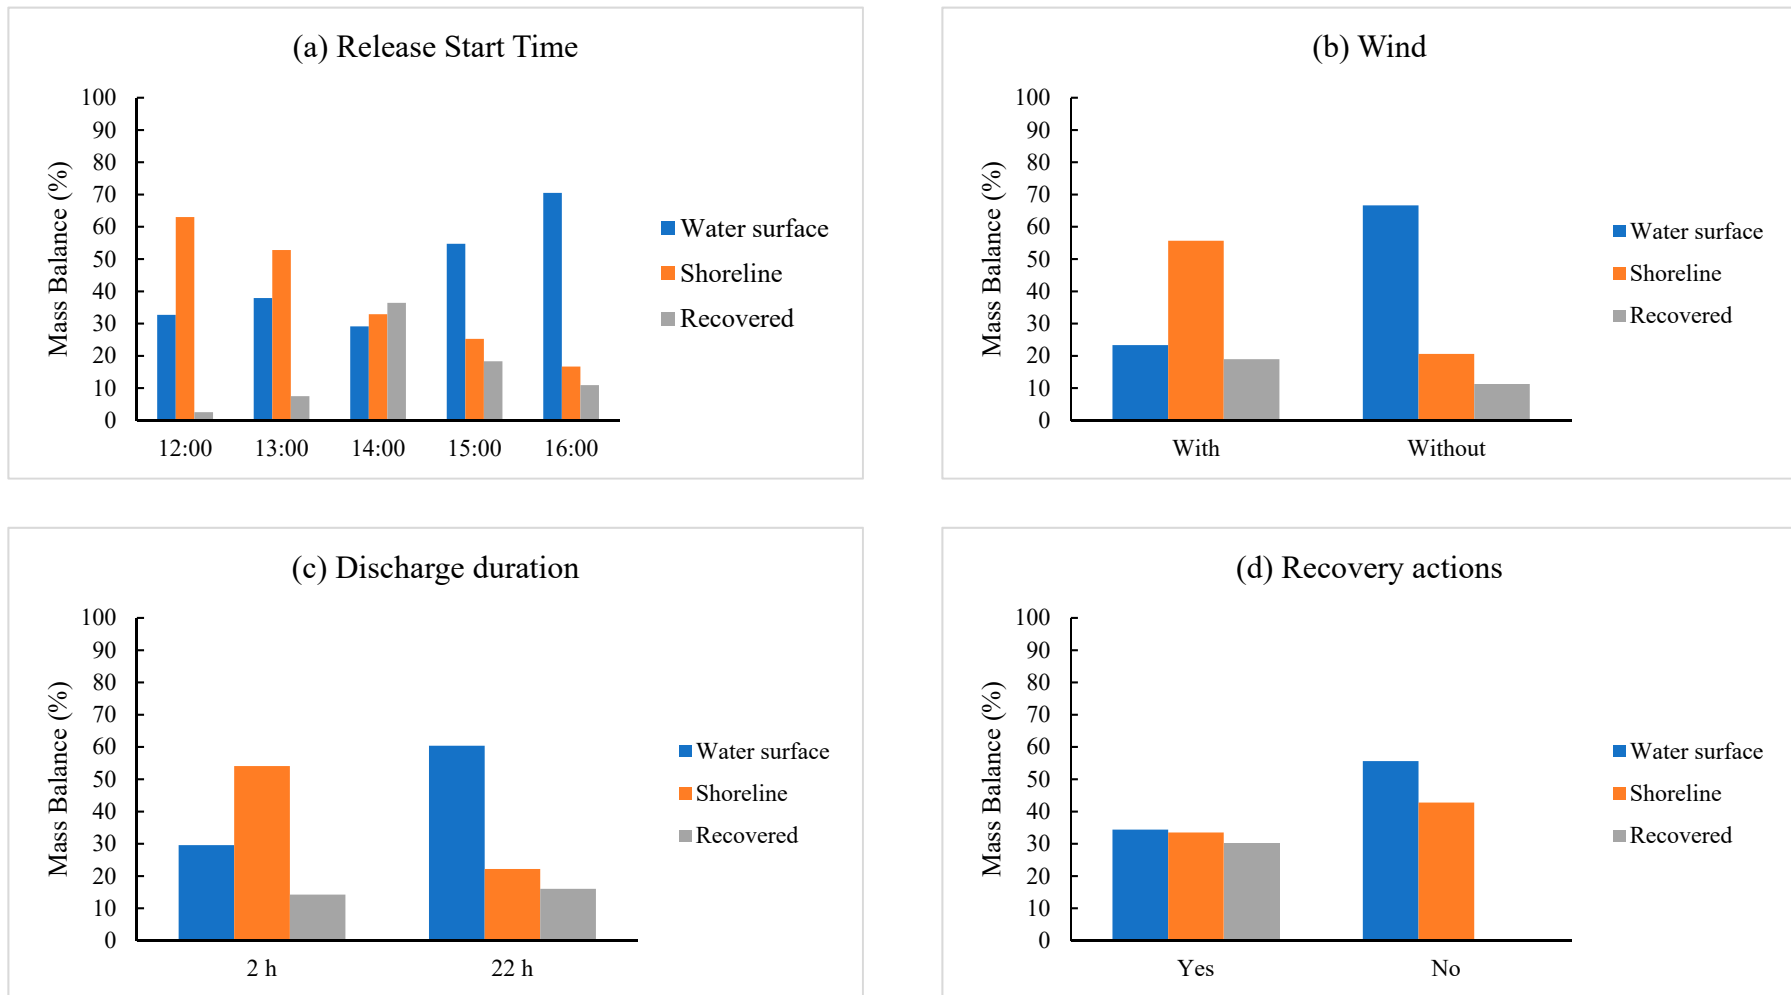 (a) Release Start Time
Mass Balance (%)
100
90
80
70
60
50
40
30
20
10
0
12:00 13:00 14:00 15:00 16:00
Water surface
Shoreline
Recovered
(b) Wind
Mass Balance (%)
100
90
80
70
60
50
40
30
20
10
0
With Without
Water surface
Shoreline
Recovered
(c) Discharge duration
Mass Balance (%)
100
90
80
70
60
50
40
30
20
10
0
2 h 22 h
Water surface
Shoreline
Recovered
(d) Recovery actions
Mass Balance (%)
100
90
80
70
60
50
40
30
20
10
0
Yes No
Water surface
Shoreline
Recovered